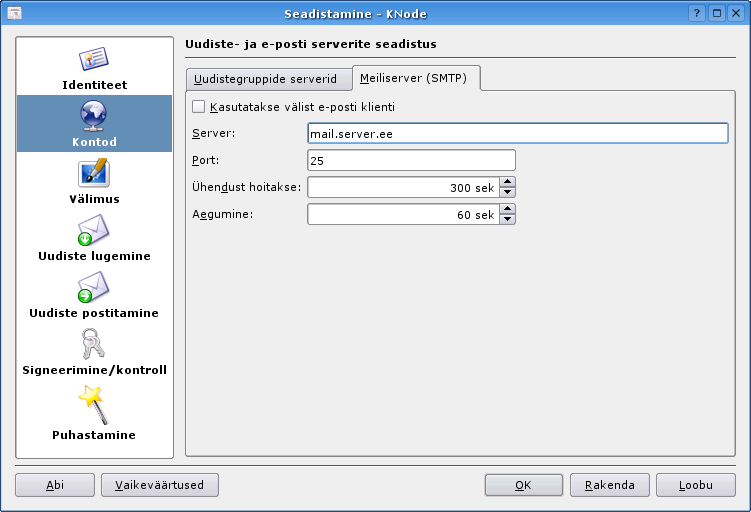 Seadistamine - KNode
Identiteet
Kontod
Välimus
Uudiste lugemine
Uudiste postitamine
Signeerimine/kontroll
Puhastamine
Uudiste- ja e-posti serverite seadistus
Uudistegruppide serverid
Meiliserver (SMTP)
Kasutatakse välist e-posti klienti
Server: mail.server.ee
Port: 25
Ühendust hoitakse: 300 sek
Aegumine: 60 sek
Abi
Vaikeväärtused
OK
Rakenda
Loobu